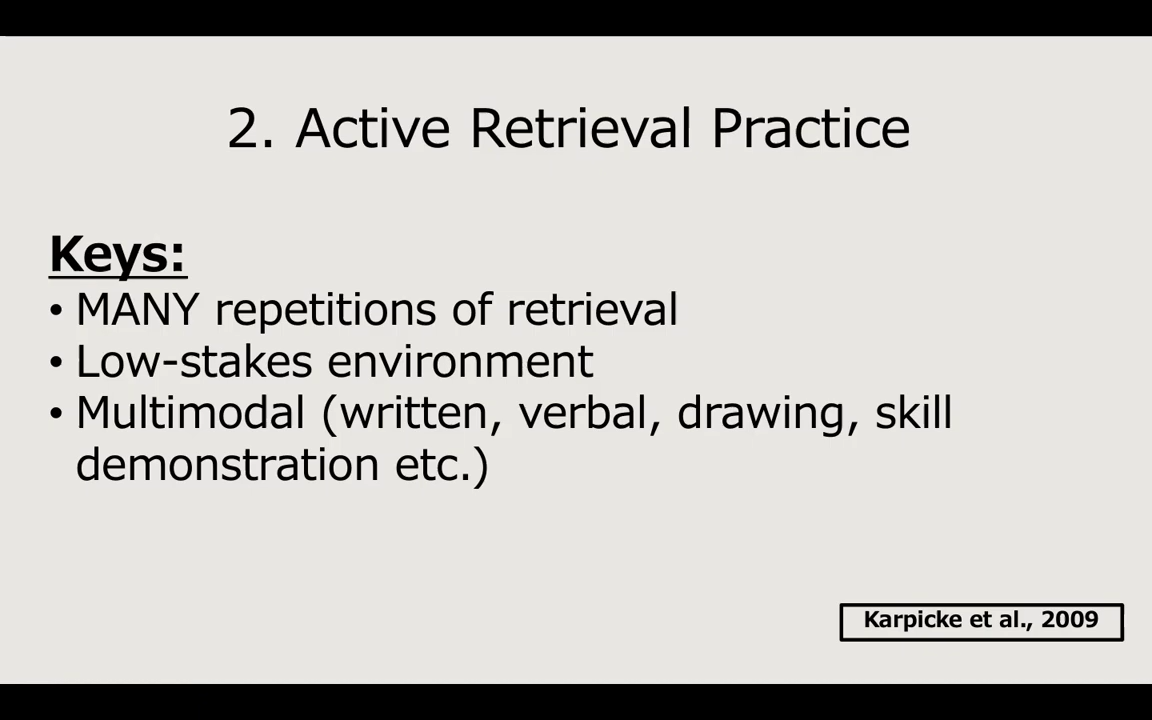 2. Active Retrieval Practice
Keys:
• MANY repetitions of retrieval
• Low-stakes environment
• Multimodal (written, verbal, drawing, skill
demonstration etc.)
Karpicke et al., 2009